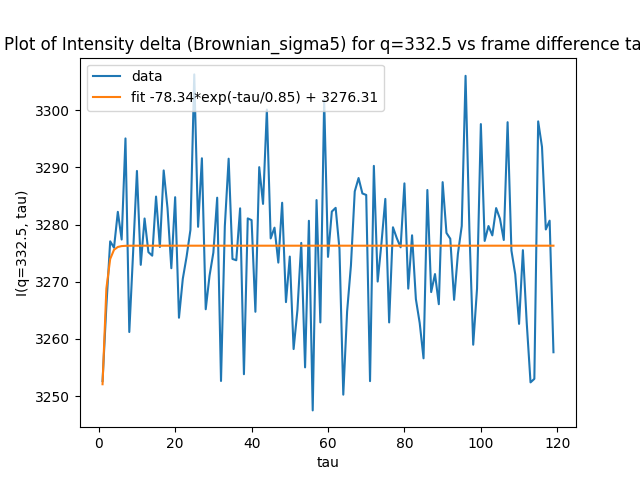 Plot of Intensity delta (Brownian_sigma5) for q=332.5 vs frame difference ta
data
fit -78.34*exp(-tau/0.85) + 3276.31
I(q=332.5, tau)
3300
3290
3280
3270
3260
3250
0 20 40 60 80 100 120
tau